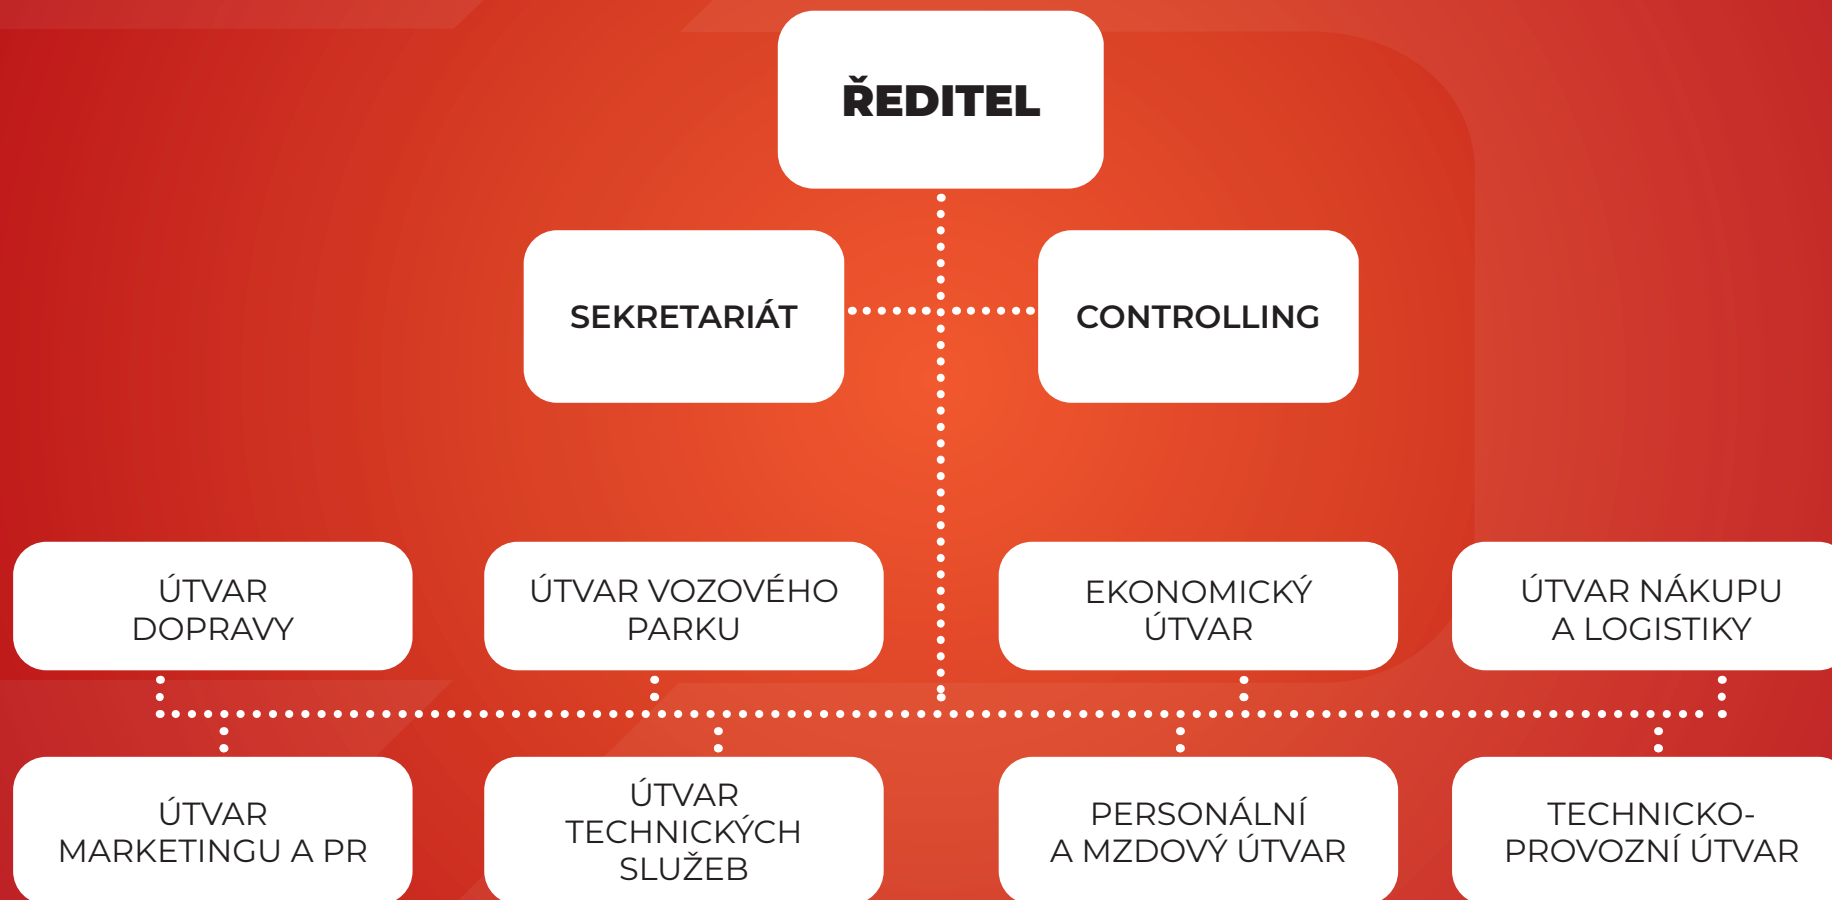 ŘEDITEL
SEKRETARIÁT
CONTROLLING
ÚTVAR
DOPRAVY
ÚTVAR VOZOVÉHO
PARKU
EKONOMICKÝ
ÚTVAR
ÚTVAR NÁKUPU
A LOGISTIKY
ÚTVAR
MARKETINGU A PR
ÚTVAR
TECHNICKÝCH
SLUŽEB
PERSONÁLNÍ
A MZDOVÝ ÚTVAR
TECHNICKO-
PROVOZNÍ ÚTVAR